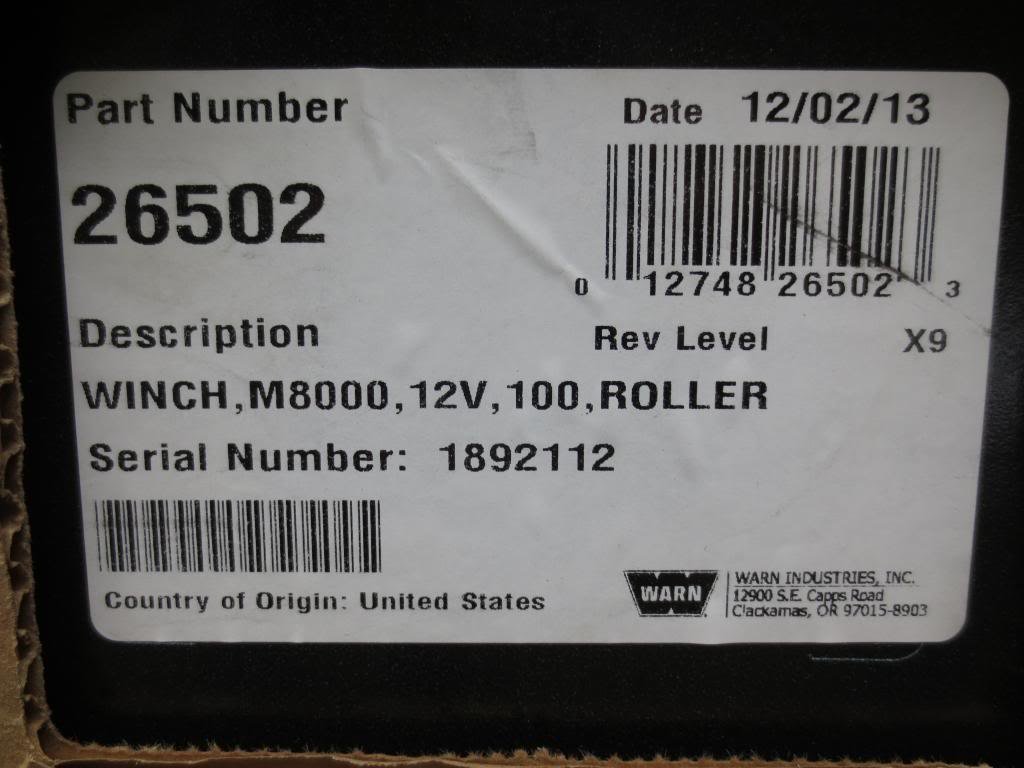 Part Number
Date 12/02/13
26502
0 12748 26502 3
Description
Rev Level X9
WINCH,M8000,12V,100,ROLLER
Serial Number: 1892112
Country of Origin: United States
WARN
WARN INDUSTRIES, INC.
12900 S.E. Capps Road
Clackamas, OR 97015-8903